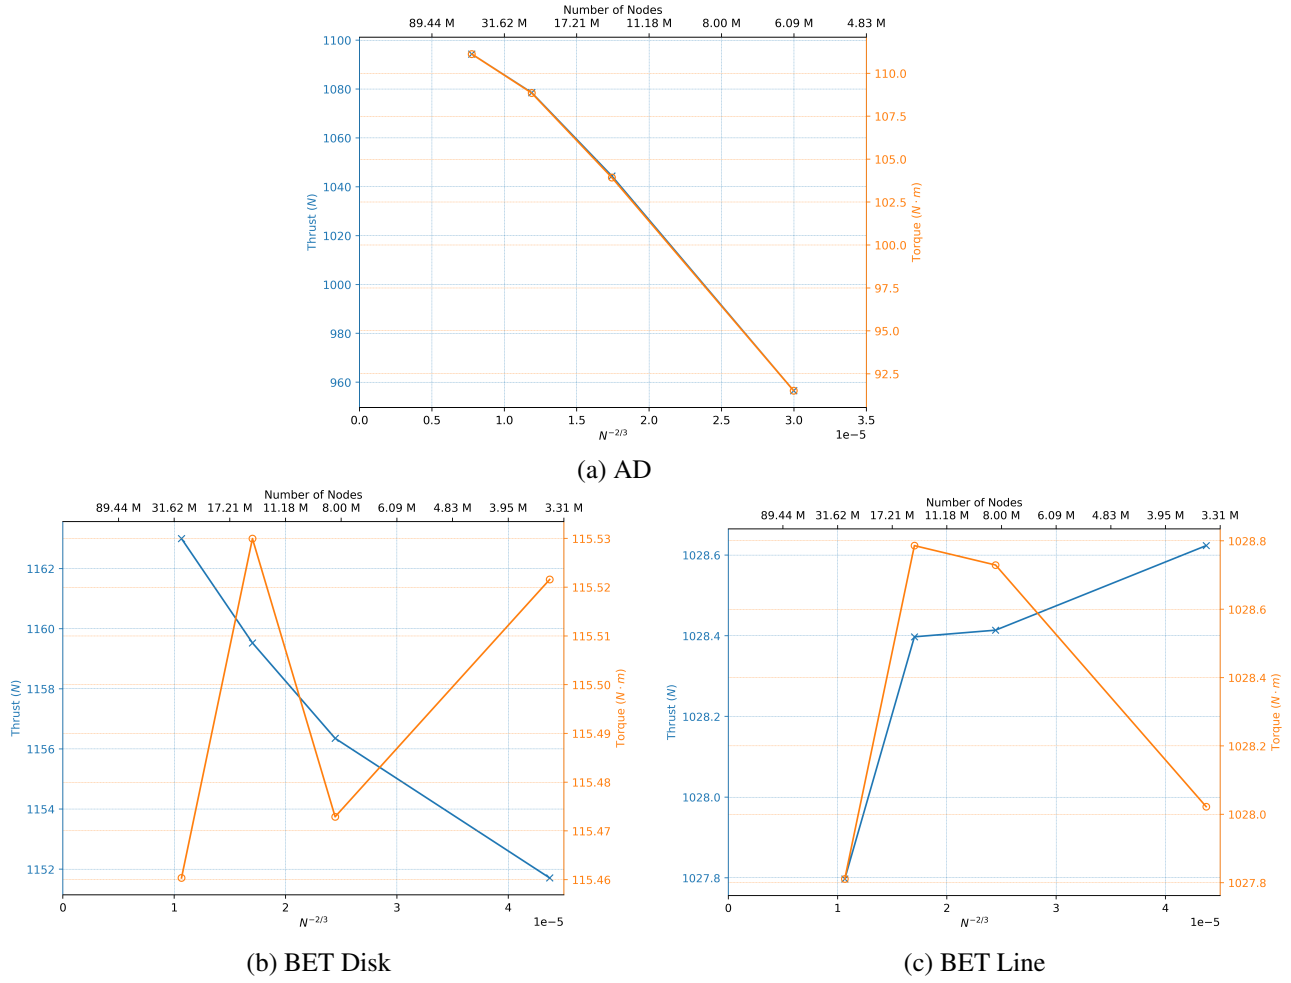 Number of Nodes
89.44 M 31.62 M 17.21 M 11.18 M 8.00 M 6.09 M 4.83 M
1100
1080
1060
1040
1020
1000
980
960
Thrust (N)
110.0
107.5
105.0
102.5
100.0
97.5
95.0
92.5
Torque (N · m)
0.0 0.5 1.0 1.5 2.0 2.5 3.0 3.5
N^{-2/3}
1e−5
(a) AD
Number of Nodes
89.44 M 31.62 M 17.21 M 11.18 M 8.00 M 6.09 M 4.83 M 3.95 M 3.31 M
1162
1160
1158
1156
1154
1152
Thrust (N)
115.53
115.52
115.51
115.50
115.49
115.48
115.47
115.46
Torque (N · m)
0 1 2 3 4
N^{-2/3}
1e−5
(b) BET Disk
Number of Nodes
89.44 M 31.62 M 17.21 M 11.18 M 8.00 M 6.09 M 4.83 M 3.95 M 3.31 M
1028.6
1028.4
1028.2
1028.0
1027.8
Thrust (N)
1028.8
1028.6
1028.4
1028.2
1028.0
1027.8
Torque (N · m)
0 1 2 3 4
N^{-2/3}
1e−5
(c) BET Line